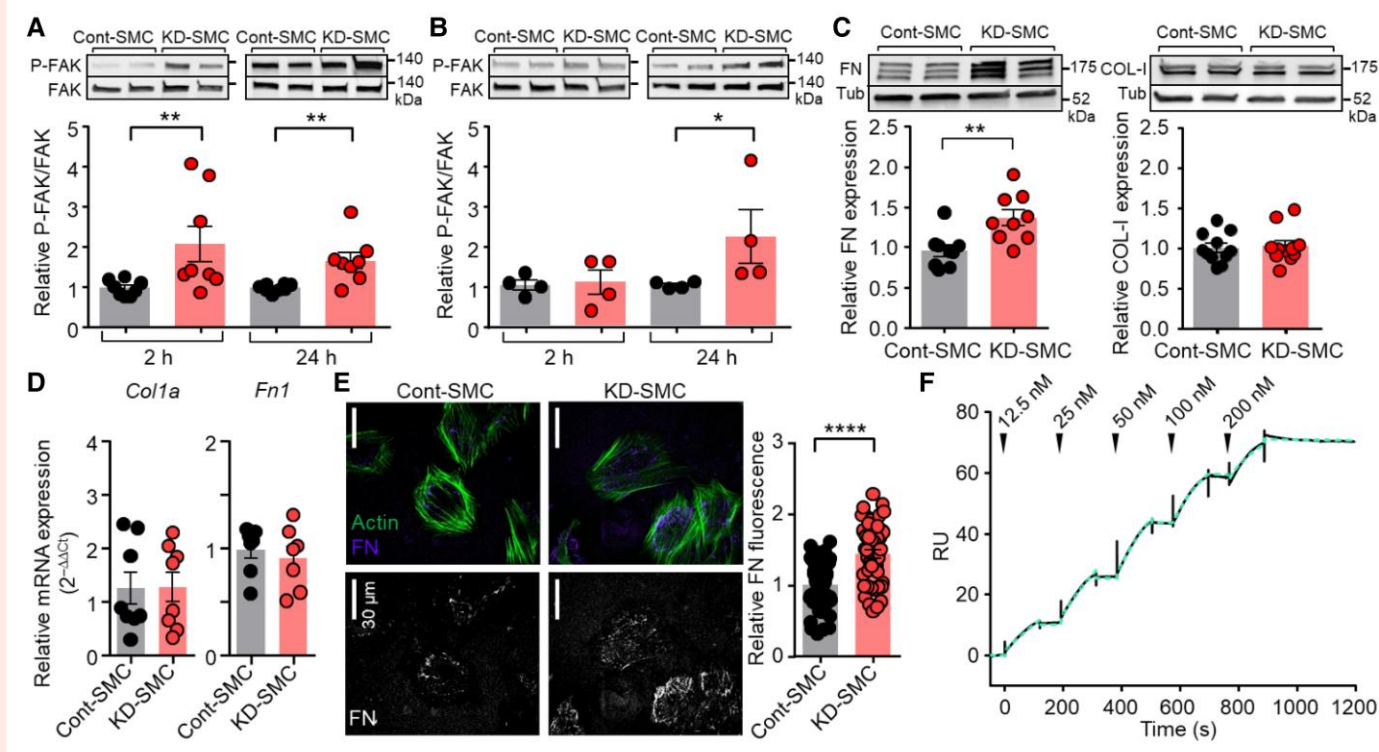 A
Cont-SMC KD-SMC Cont-SMC KD-SMC
P-FAK
140
FAK
140
kDa
** **
Relative P-FAK/FAK
5
4
3
2
1
0
2 h 24 h
B
Cont-SMC KD-SMC Cont-SMC KD-SMC
P-FAK
140
FAK
140
kDa
*
Relative P-FAK/FAK
5
4
3
2
1
0
2 h 24 h
C
Cont-SMC KD-SMC
FN
175
Tub
52
kDa
**
Relative FN expression
2.5
2.0
1.5
1.0
0.5
0.0
Cont-SMC KD-SMC
Cont-SMC KD-SMC
COL-I
175
Tub
52
kDa
Relative COL-I expression
2.5
2.0
1.5
1.0
0.5
0.0
Cont-SMC KD-SMC
D
Col1a Fn1
Relative mRNA expression
(2−ΔΔCt)
4
3
2
1
0
Cont-SMC
KD-SMC
2
1
0
Cont-SMC
KD-SMC
E
Cont-SMC KD-SMC
Actin
FN
30 µm
FN
****
Relative FN fluorescence
3
2
1
0
Cont-SMC
KD-SMC
F
12.5 nM
25 nM
50 nM
100 nM
200 nM
RU
80
60
40
20
0
0 200 400 600 800 1000 1200
Time (s)